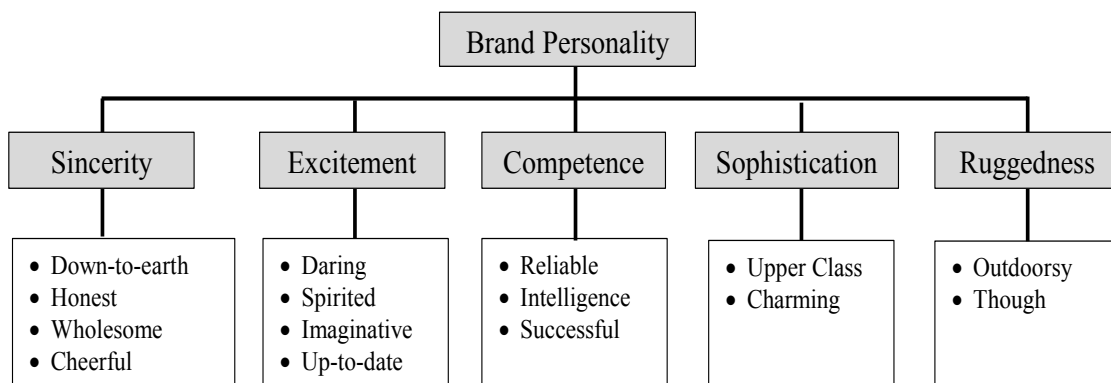 Brand Personality
Sincerity
Excitement
Competence
Sophistication
Ruggedness
• Down-to-earth
• Honest
• Wholesome
• Cheerful
• Daring
• Spirited
• Imaginative
• Up-to-date
• Reliable
• Intelligence
• Successful
• Upper Class
• Charming
• Outdoorsy
• Though